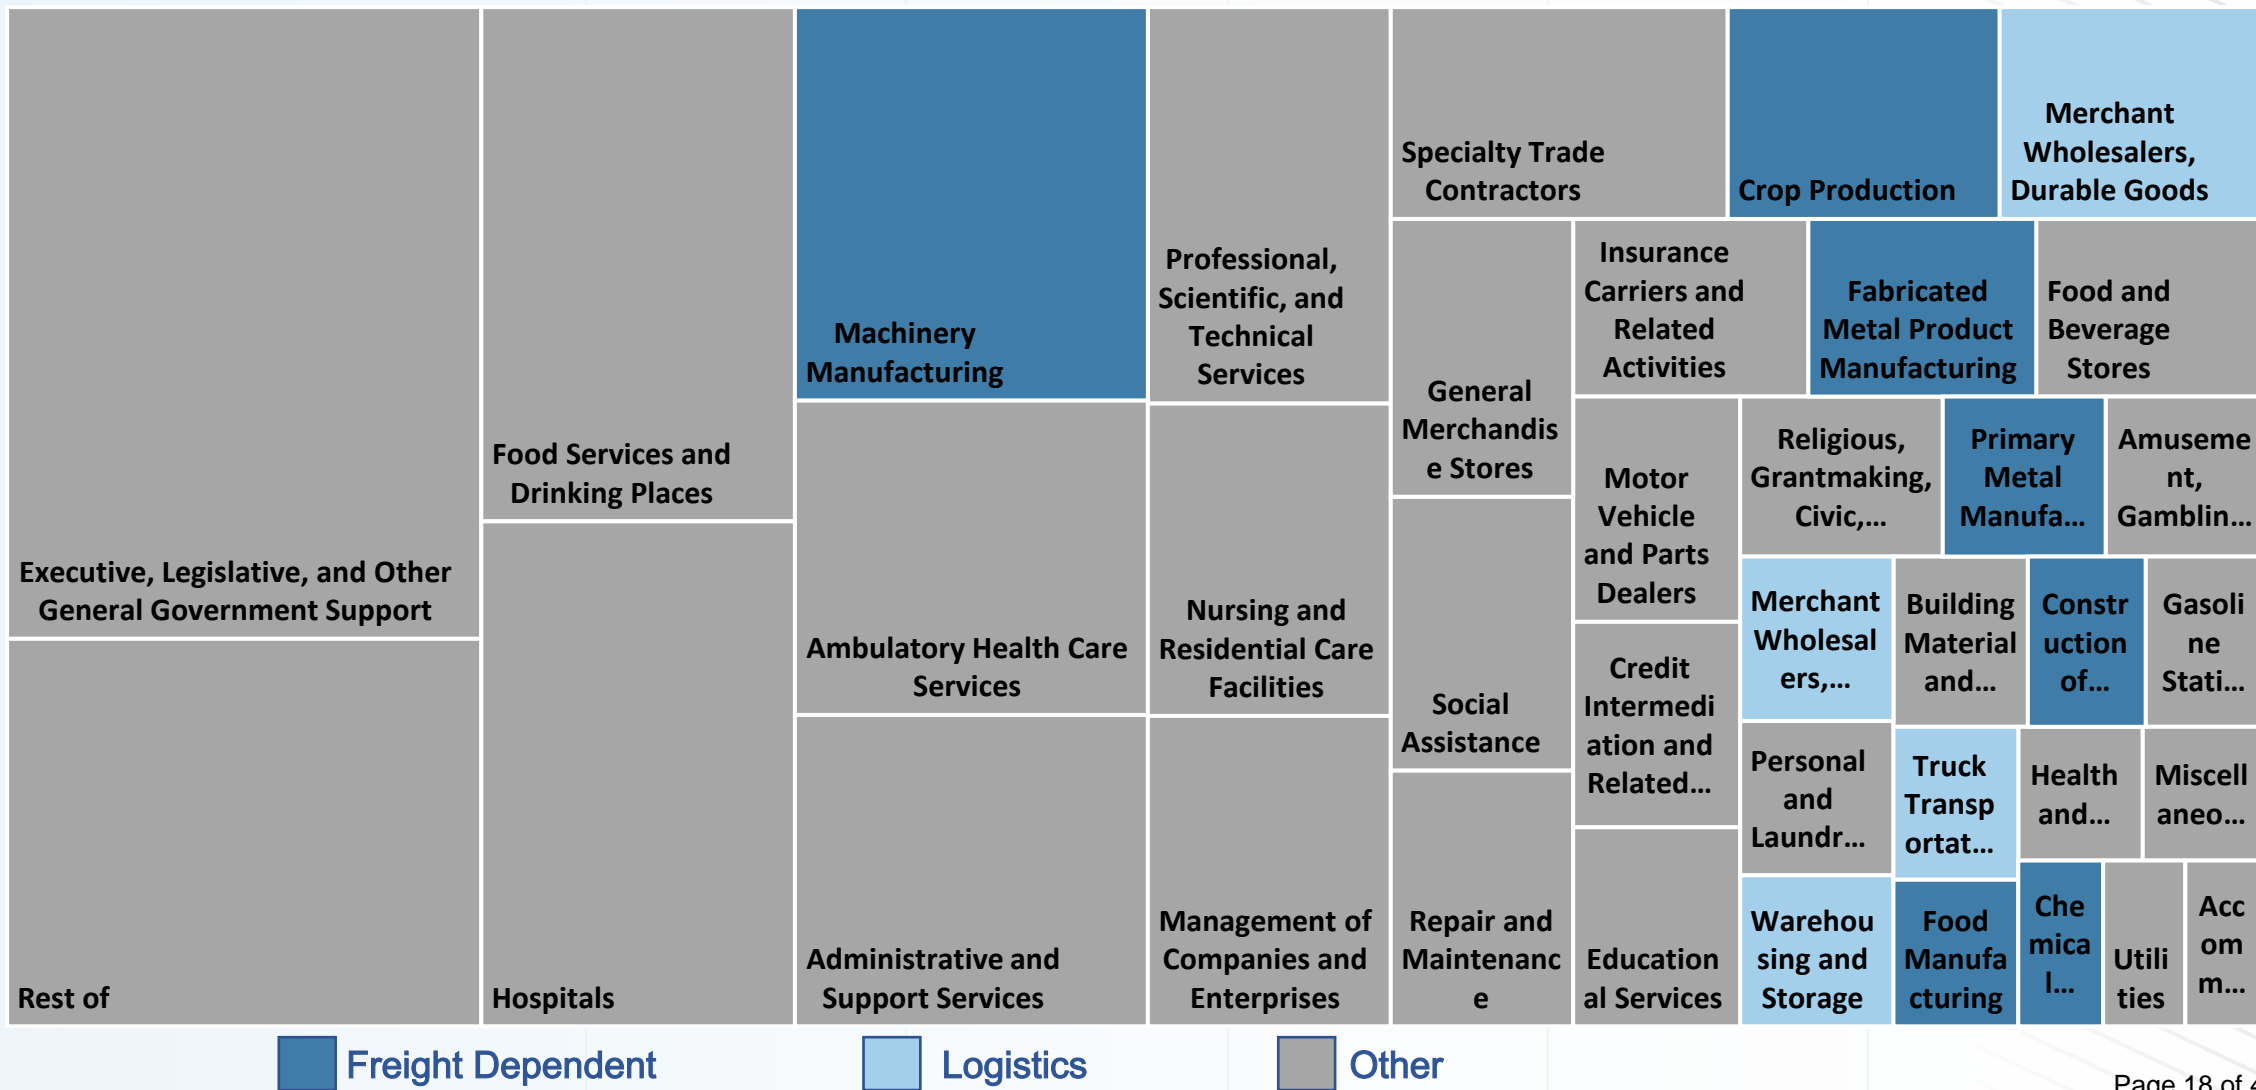 Executive, Legislative, and Other
General Government Support
Rest of
Food Services and
Drinking Places
Hospitals
Machinery
Manufacturing
Ambulatory Health Care
Services
Administrative and
Support Services
Professional,
Scientific, and
Technical
Services
Nursing and
Residential Care
Facilities
Management of
Companies and
Enterprises
Specialty Trade
Contractors
Crop Production
Merchant
Wholesalers,
Durable Goods
General
Merchandis
e Stores
Social
Assistance
Repair and
Maintenanc
e
Insurance
Carriers and
Related
Activities
Fabricated
Metal Product
Manufacturing
Food and
Beverage
Stores
Motor
Vehicle
and Parts
Dealers
Credit
Intermedi
ation and
Related...
Education
al Services
Religious,
Grantmaking,
Civic,...
Primary
Metal
Manufa...
Amuseme
nt,
Gamblin...
Merchant
Wholesal
ers,...
Building
Material
and...
Constr
uction
of...
Gasoli
ne
Stati...
Personal
and
Laundr...
Truck
Transp
ortat...
Health
and...
Miscell
aneo...
Warehou
sing and
Storage
Food
Manufa
cturing
Che
mica
l...
Utili
ties
Acc
om
m...
Freight Dependent
Logistics
Other
Page 18 of